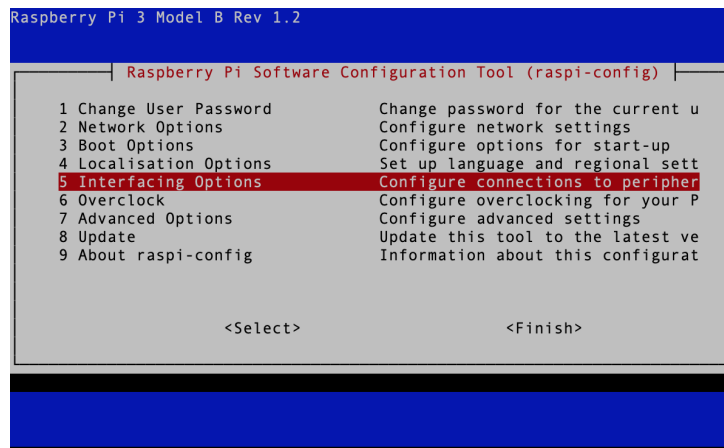 Raspberry Pi 3 Model B Rev 1.2
Raspberry Pi Software Configuration Tool (raspi-config)
1 Change User Password Change password for the current u
2 Network Options Configure network settings
3 Boot Options Configure options for start-up
4 Localisation Options Set up language and regional sett
5 Interfacing Options Configure connections to peripher
6 Overclock Configure overclocking for your P
7 Advanced Options Configure advanced settings
8 Update Update this tool to the latest ve
9 About raspi-config Information about this configurat
<Select> <Finish>